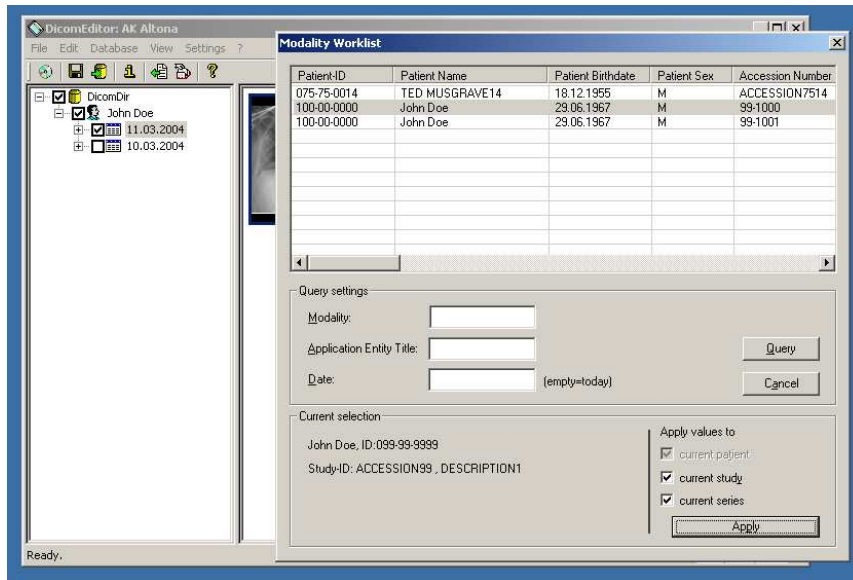 DicomEditor: AK Altona
File Edit Database View Settings ?
DicomDir
John Doe
11.03.2004
10.03.2004
Ready.
Modality Worklist
Patient-ID Patient Name Patient Birthdate Patient Sex Accession Number
075-75-0014 TED MUSGRAVE14 18.12.1955 M ACCESSION7514
100-00-0000 John Doe 29.06.1967 M 99-1000
100-00-0000 John Doe 29.06.1967 M 99-1001
Query settings
Modality:
Application Entity Title:
Query
Date:
(empty=today)
Cancel
Current selection
John Doe, ID:099-99-9999
Study-ID: ACCESSION99 , DESCRIPTION1
Apply values to
current patient
current study
current series
Apply